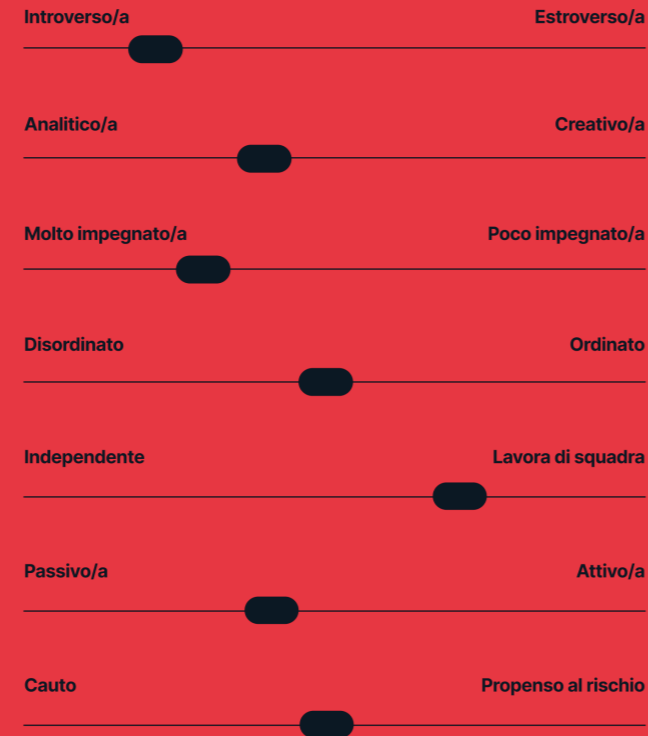 Introverso/a Estroverso/a
Analitico/a Creativo/a
Molto impegnato/a Poco impegnato/a
Disordinato Ordinato
Independente Lavora di squadra
Passivo/a Attivo/a
Cauto Propenso al rischio